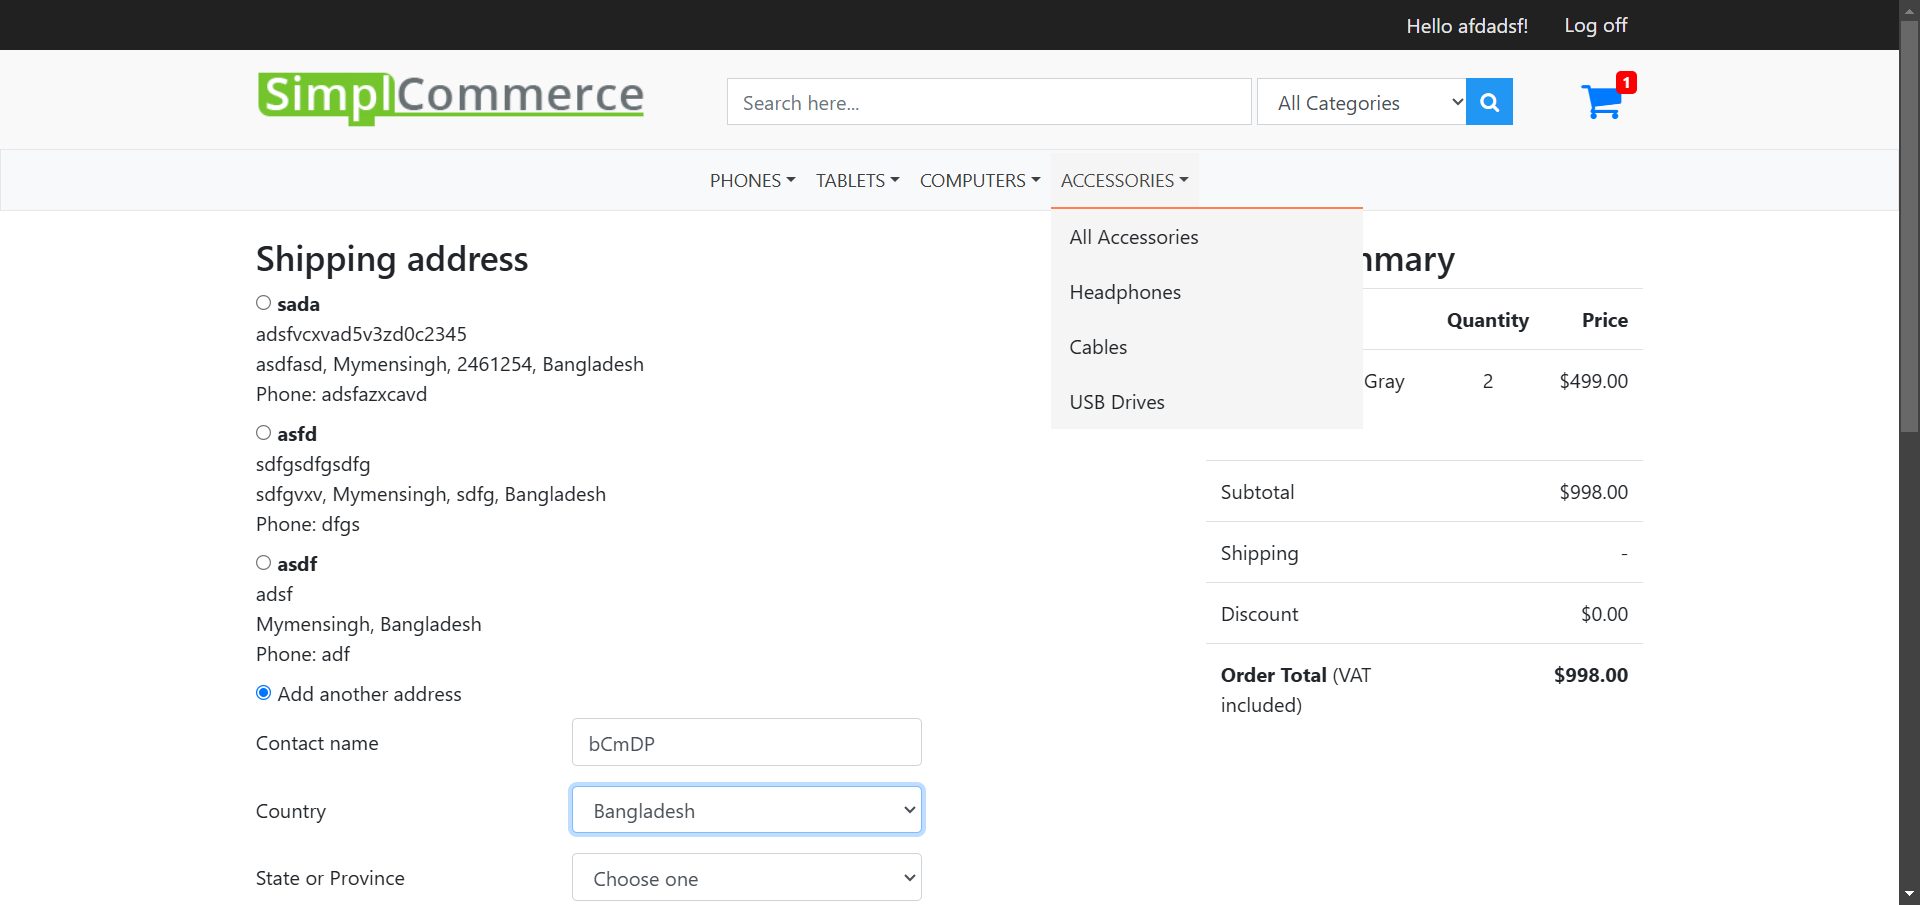 Hello afdadsf! Log off
SimplCommerce
Search here...
All Categories
1
PHONES TABLETS COMPUTERS ACCESSORIES
All Accessories
Headphones
Cables
USB Drives
Shipping address
sada
adsfvcxvad5v3zd0c2345
asdfasd, Mymensingh, 2461254, Bangladesh
Phone: adsfazxcavd
asfd
sdfgsdfgsdfg
sdfgvxv, Mymensingh, sdfg, Bangladesh
Phone: dfgs
asdf
adsf
Mymensingh, Bangladesh
Phone: adf
Add another address
Contact name bCmDP
Country Bangladesh
State or Province Choose one
mmary
Quantity Price
Gray 2 $499.00
Subtotal $998.00
Shipping -
Discount $0.00
Order Total (VAT included) $998.00